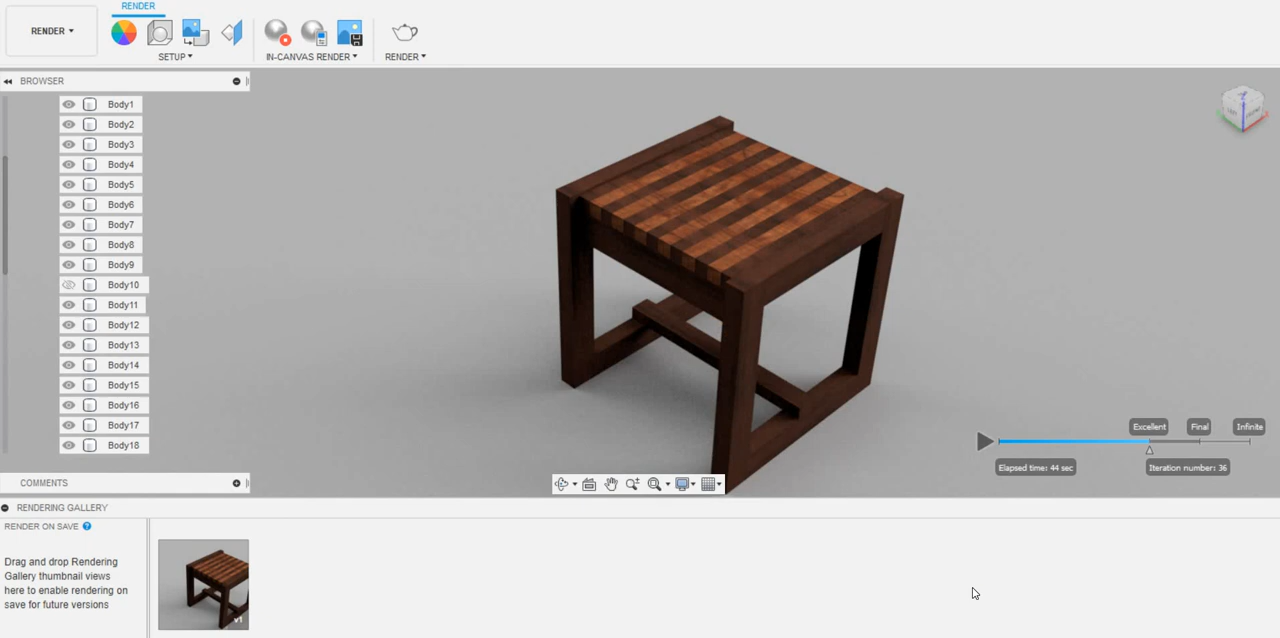 RENDER
RENDER
SETUP
IN-CANVAS RENDER
RENDER
BROWSER
Body1
Body2
Body3
Body4
Body5
Body6
Body7
Body8
Body9
Body10
Body11
Body12
Body13
Body14
Body15
Body16
Body17
Body18
Excellent Final Infinite
Elapsed time: 44 sec Iteration number: 36
COMMENTS
RENDERING GALLERY
RENDER ON SAVE
Drag and drop Rendering
Gallery thumbnail views
here to enable rendering on
save for future versions
v1